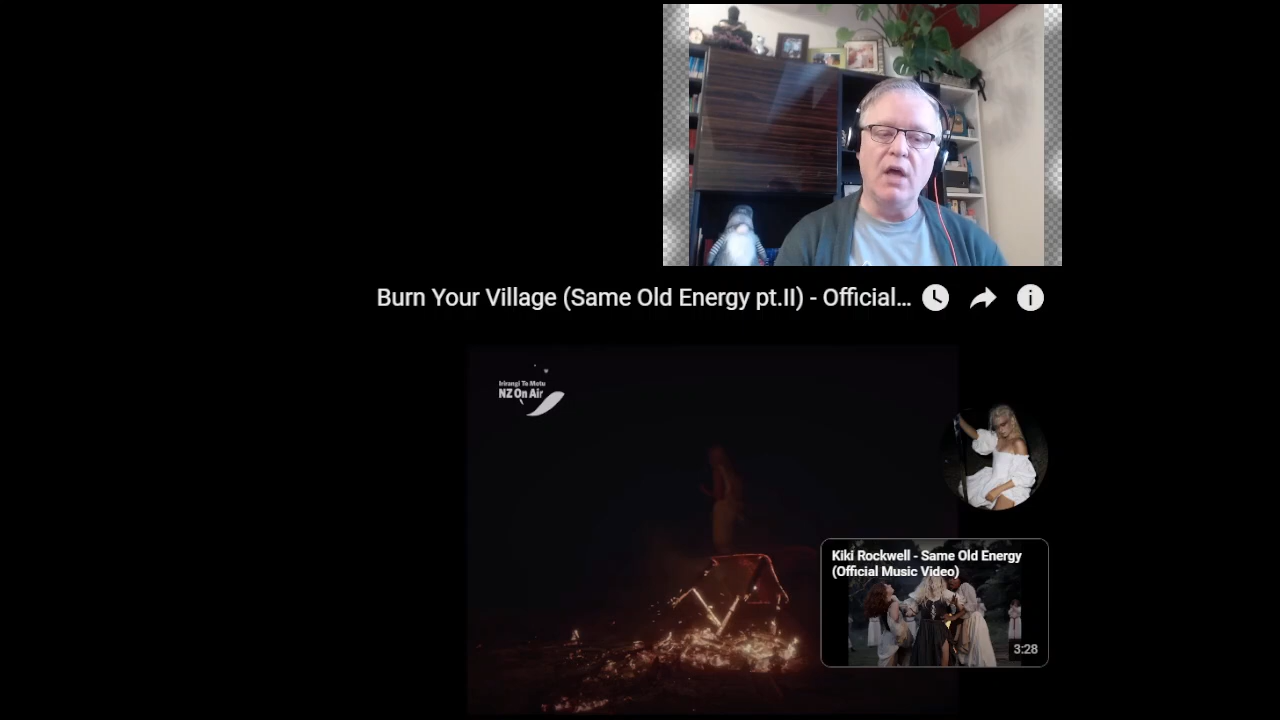 Burn Your Village (Same Old Energy pt.II) - Official...
Irirangi Te Motu
NZ On Air
Kiki Rockwell - Same Old Energy
(Official Music Video)
3:28